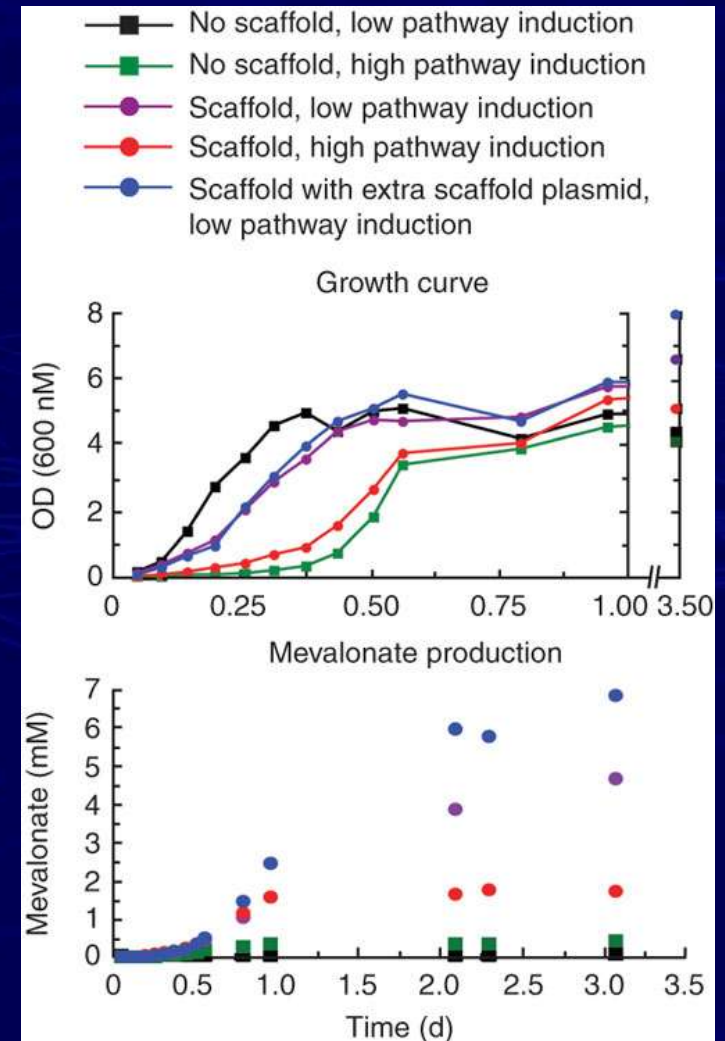 No scaffold, low pathway induction
No scaffold, high pathway induction
Scaffold, low pathway induction
Scaffold, high pathway induction
Scaffold with extra scaffold plasmid,
low pathway induction
Growth curve
8
6
4
2
0
OD (600 nM)
0 0.25 0.50 0.75 1.00 3.50
Mevalonate production
7
6
5
4
3
2
1
0
Mevalonate (mM)
0 0.5 1.0 1.5 2.0 2.5 3.0 3.5
Time (d)